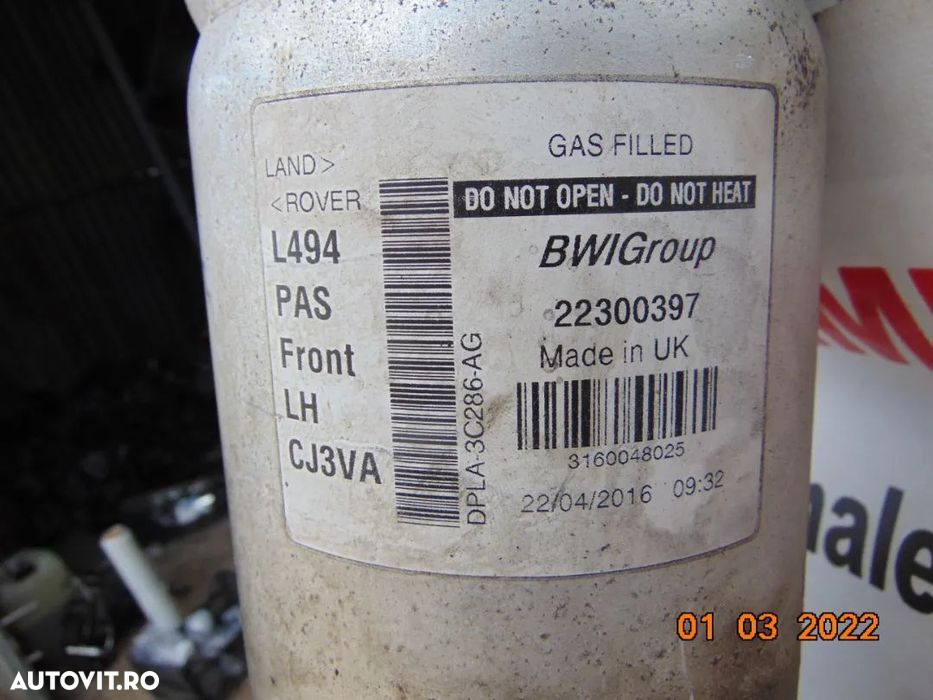 LAND >
< ROVER
L494
PAS
Front
LH
CJ3VA
DPLA-3C286-AG
GAS FILLED
DO NOT OPEN - DO NOT HEAT
BWIGroup
22300397
Made in UK
3160048025
22/04/2016 09:32
01 03 2022
AUTOVIT.RO